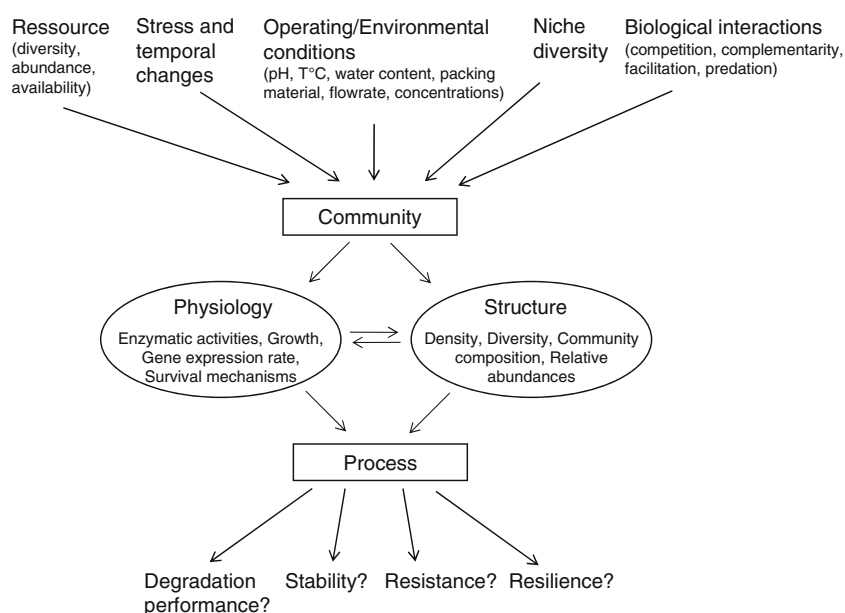 Ressource
(diversity,
abundance,
availability)
Stress and
temporal
changes
Operating/Environmental
conditions
(pH, T°C, water content, packing
material, flowrate, concentrations)
Niche
diversity
Biological interactions
(competition, complementarity,
facilitation, predation)
Community
Physiology
Enzymatic activities, Growth,
Gene expression rate,
Survival mechanisms
Structure
Density, Diversity, Community
composition, Relative
abundances
Process
Degradation
performance?
Stability?
Resistance?
Resilience?